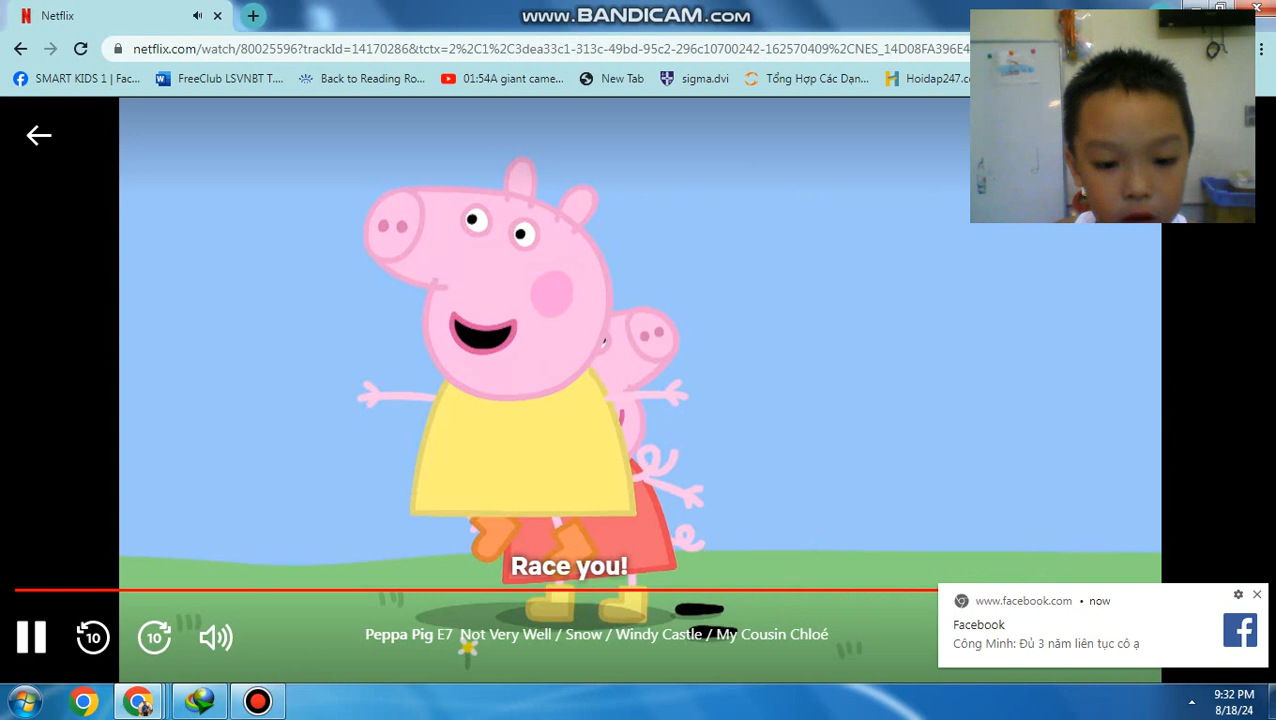 Netflix
www.BANDICAM.com
netflix.com/watch/80025596?trackId=14170286&tctx=2%2C1%2C3dea33c1-313c-49bd-95c2-296c10700242-162570409%2CNES_14D08FA396E4
SMART KIDS 1 | Fac... FreeClub LSVNBT T... Back to Reading Ro... 01:54A giant came... New Tab sigma.dvi Tổng Hợp Các Dạn... Hoidap247.c
Race you!
10 10 Peppa Pig E7 Not Very Well / Snow / Windy Castle / My Cousin Chloé
www.facebook.com • now
Facebook
Công Minh: Đủ 3 năm liên tục cô ạ
9:32 PM
8/18/24